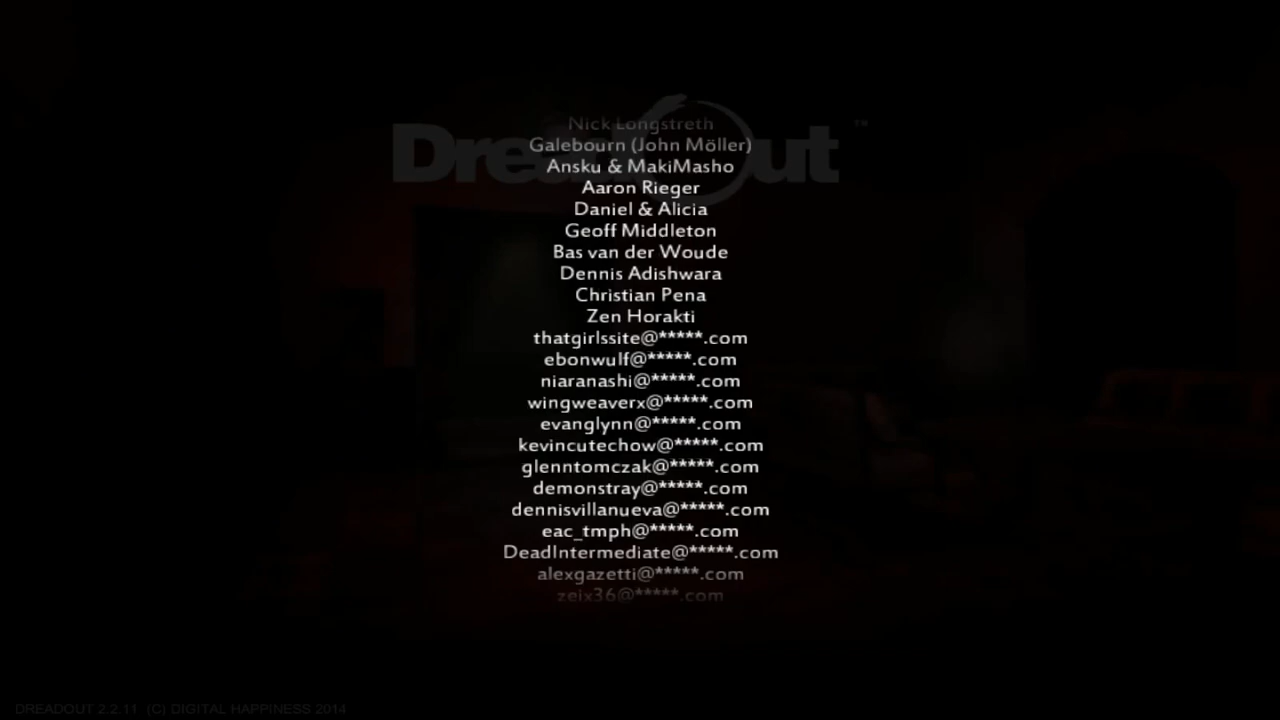 DreadOut ™
Nick Longstreth
Galebourn (John Möller)
Ansku & MakiMasho
Aaron Rieger
Daniel & Alicia
Geoff Middleton
Bas van der Woude
Dennis Adishwara
Christian Pena
Zen Horakti
thatgirlssite@*****.com
ebonwulf@*****.com
niaranashi@*****.com
wingweaverx@*****.com
evanglynn@*****.com
kevincutechow@*****.com
glenntomczak@*****.com
demonstray@*****.com
dennisvillanueva@*****.com
eac_tmph@*****.com
DeadIntermediate@*****.com
alexgazetti@*****.com
zeix36@*****.com
DREADOUT 2.2.11 (C) DIGITAL HAPPINESS 2014